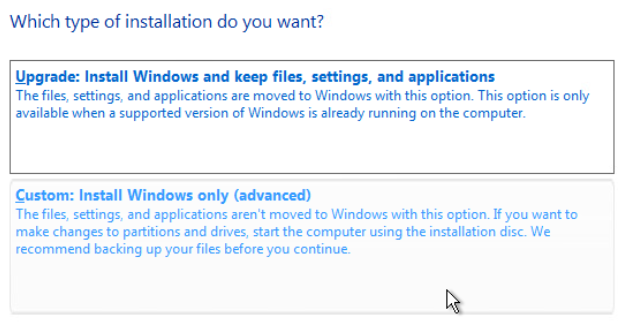 Which type of installation do you want?
Upgrade: Install Windows and keep files, settings, and applications
The files, settings, and applications are moved to Windows with this option. This option is only
available when a supported version of Windows is already running on the computer.
Custom: Install Windows only (advanced)
The files, settings, and applications aren't moved to Windows with this option. If you want to
make changes to partitions and drives, start the computer using the installation disc. We
recommend backing up your files before you continue.